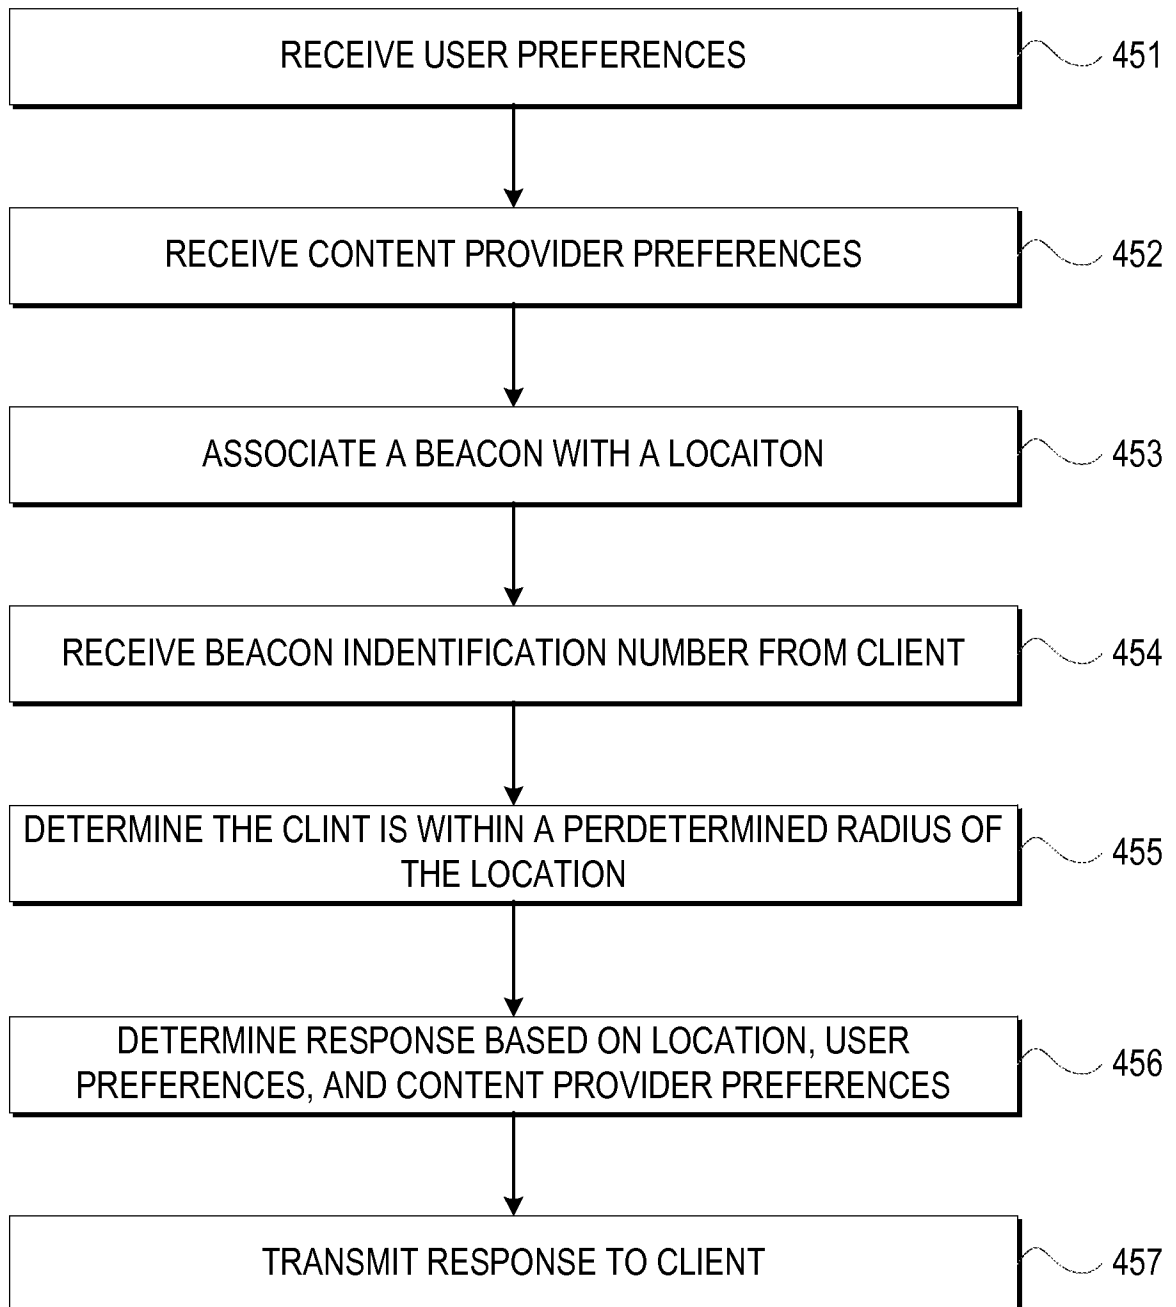 RECEIVE USER PREFERENCES
451
RECEIVE CONTENT PROVIDER PREFERENCES
452
ASSOCIATE A BEACON WITH A LOCAITON
453
RECEIVE BEACON INDENTIFICATION NUMBER FROM CLIENT
454
DETERMINE THE CLINT IS WITHIN A PERDETERMINED RADIUS OF
THE LOCATION
455
DETERMINE RESPONSE BASED ON LOCATION, USER
PREFERENCES, AND CONTENT PROVIDER PREFERENCES
456
TRANSMIT RESPONSE TO CLIENT
457